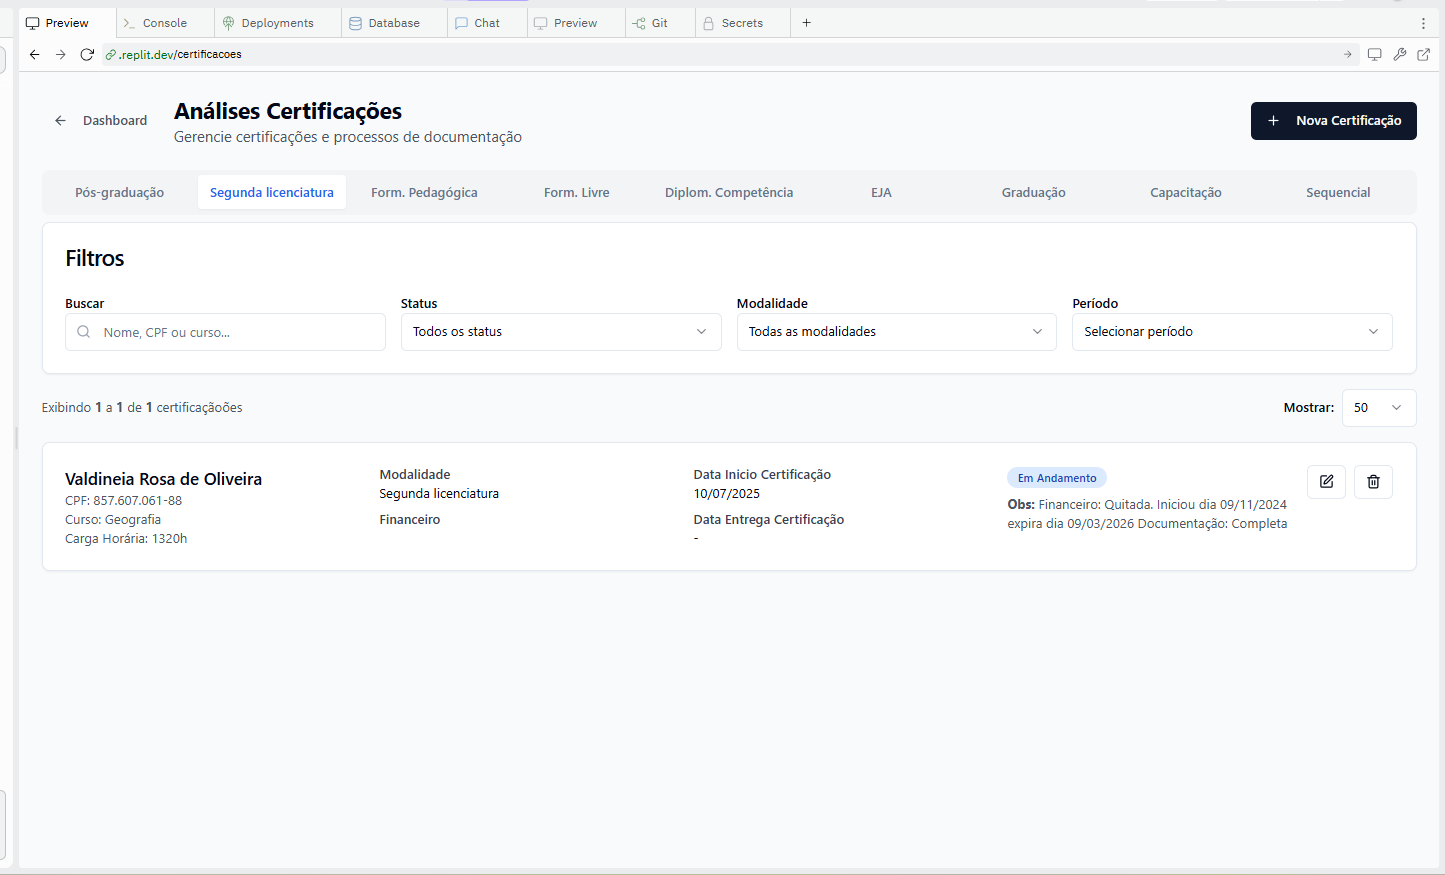 Preview
Console
Deployments
Database
Chat
Preview
Git
Secrets
.replit.dev/certificacoes
Dashboard
Análises Certificações
Gerencie certificações e processos de documentação
Nova Certificação
Pós-graduação
Segunda licenciatura
Form. Pedagógica
Form. Livre
Diplom. Competência
EJA
Graduação
Capacitação
Sequencial
Filtros
Buscar
Nome, CPF ou curso...
Status
Todos os status
Modalidade
Todas as modalidades
Período
Selecionar período
Exibindo 1 a 1 de 1 certificaçãoões
Mostrar:
50
Valdineia Rosa de Oliveira
CPF: 857.607.061-88
Curso: Geografia
Carga Horária: 1320h
Modalidade
Segunda licenciatura
Financeiro
Data Inicio Certificação
10/07/2025
Data Entrega Certificação
-
Em Andamento
Obs: Financeiro: Quitada. Iniciou dia 09/11/2024
expira dia 09/03/2026 Documentação: Completa